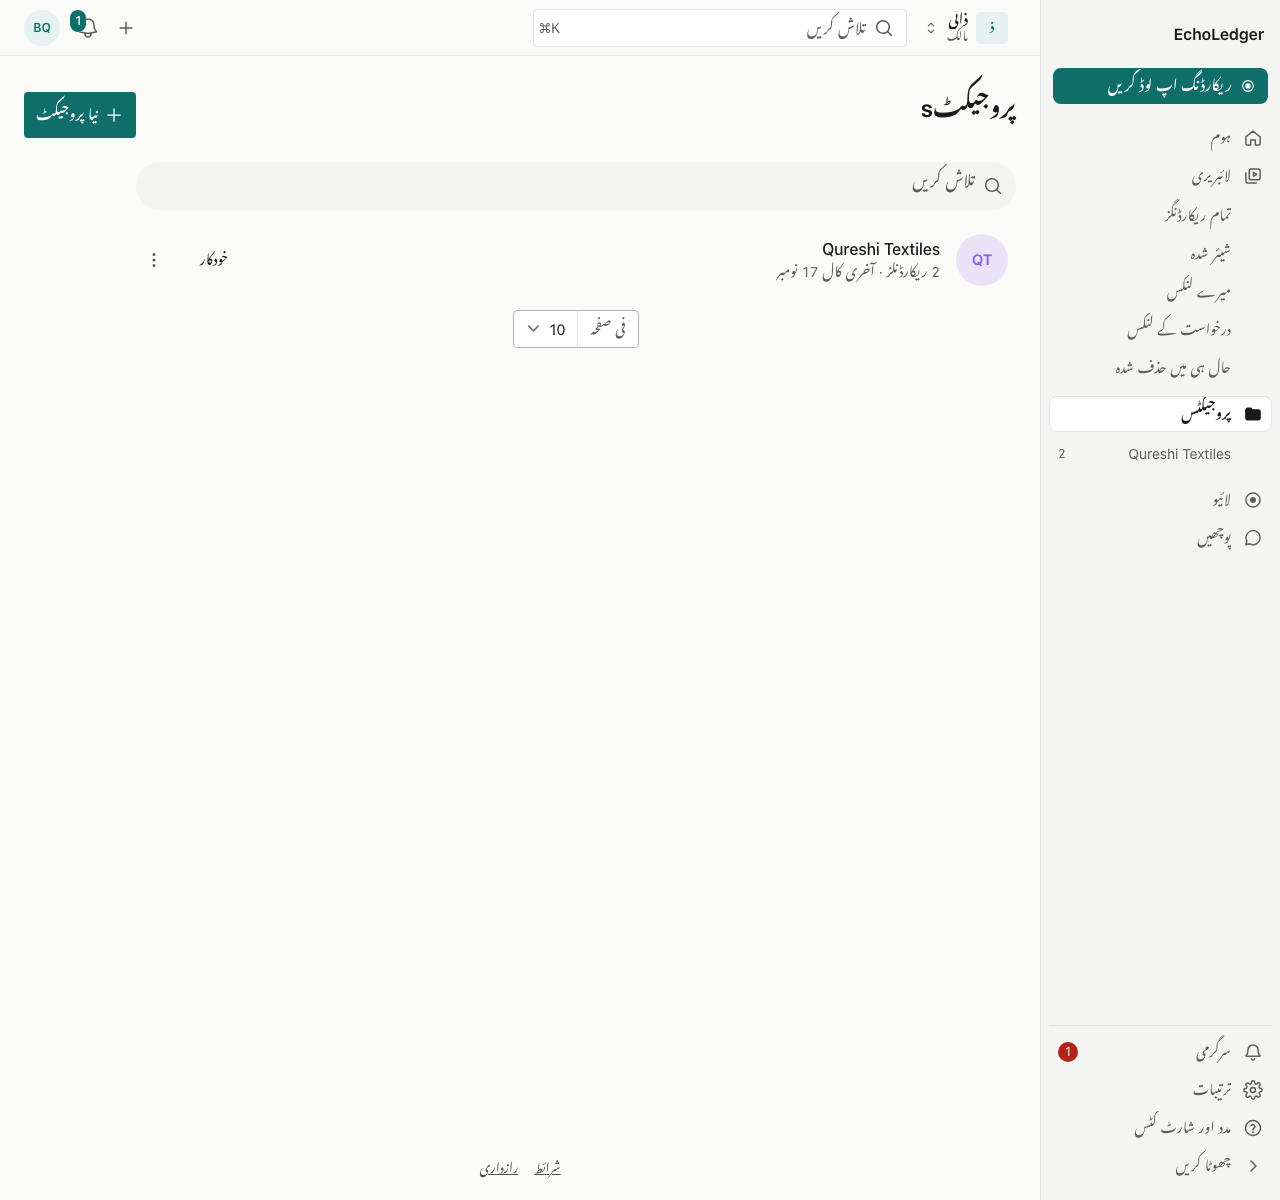 EchoLedger
ریکارڈنگ اپ لوڈ کریں
ہوم
لائبریری
تمام ریکارڈنگز
شیئر شدہ
میرے لنکس
درخواست کے لنکس
حال ہی میں حذف شدہ
پروجیکٹس
Qureshi Textiles 2
لائیو
پوچھیں
سرگرمی 1
ترتیبات
مدد اور شارٹ کٹس
چھوٹا کریں
ذ
ذاتی
مالک
تلاش کریں ⌘K
1
BQ
پروجیکٹs
نیا پروجیکٹ
تلاش کریں
QT
Qureshi Textiles
2 ریکارڈنگز · آخری کال 17 نومبر
خودکار
فی صفحہ 10
شرائط رازداری